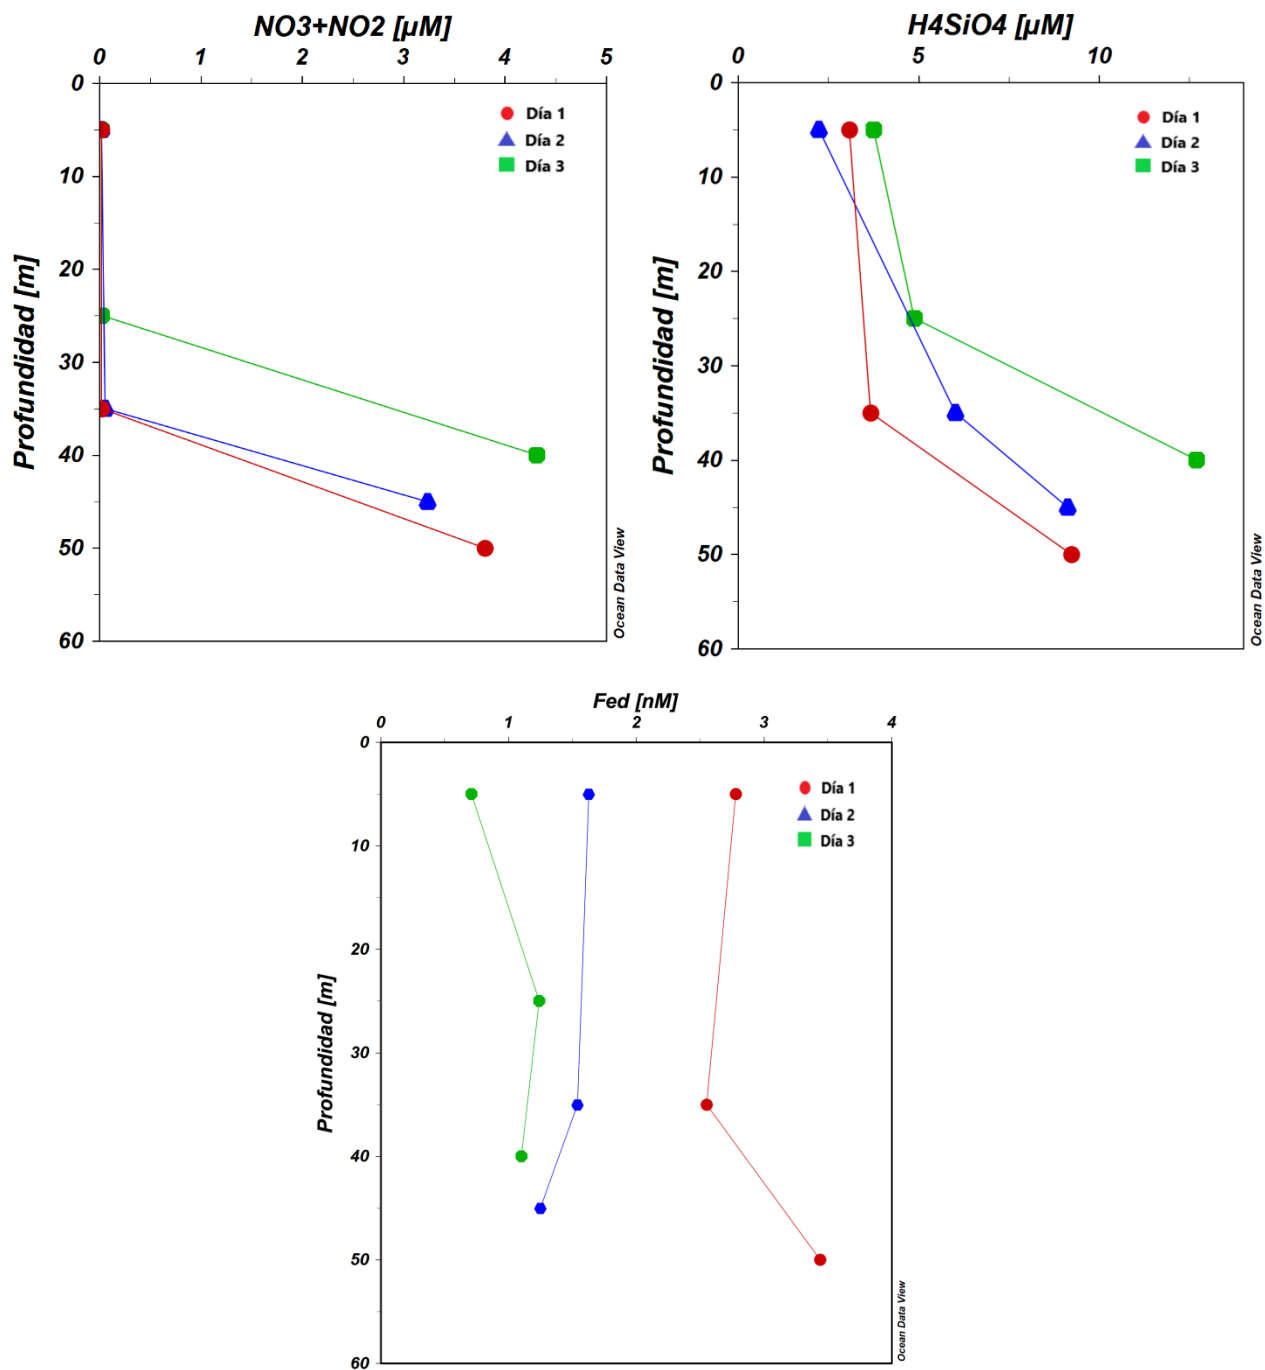 NO3+NO2 [µM]
0 1 2 3 4 5
0
10
20
30
40
50
60
Profundidad [m]
Día 1
Día 2
Día 3
Ocean Data View
H4SiO4 [µM]
0 5 10
0
10
20
30
40
50
60
Profundidad [m]
Día 1
Día 2
Día 3
Ocean Data View
Fed [nM]
0 1 2 3 4
0
10
20
30
40
50
60
Profundidad [m]
Día 1
Día 2
Día 3
Ocean Data View